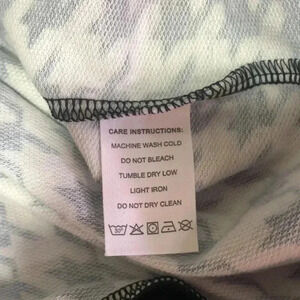 CARE INSTRUCTIONS:
MACHINE WASH COLD
DO NOT BLEACH
TUMBLE DRY LOW
LIGHT IRON
DO NOT DRY CLEAN